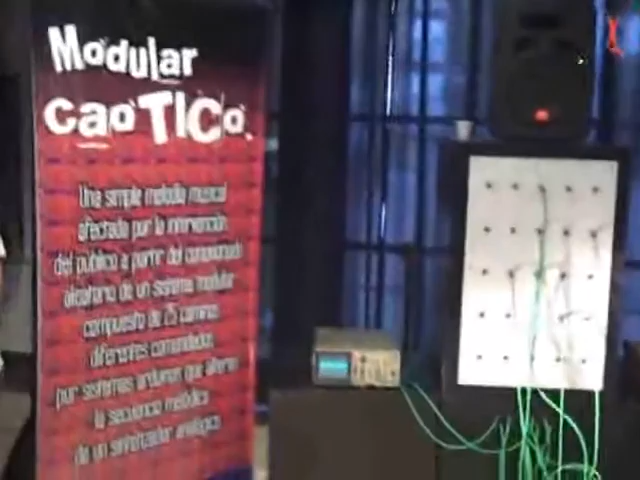 Modular
caoTICo.
Una simple melodía musical
afectada por la intervención
del público a partir del comportamiento
aleatorio de un sistema modular
compuesto de 25 caminos
diferentes comandados
por sistemas arduinos que alteran
la secuencia melódica
de un sintetizador analógico